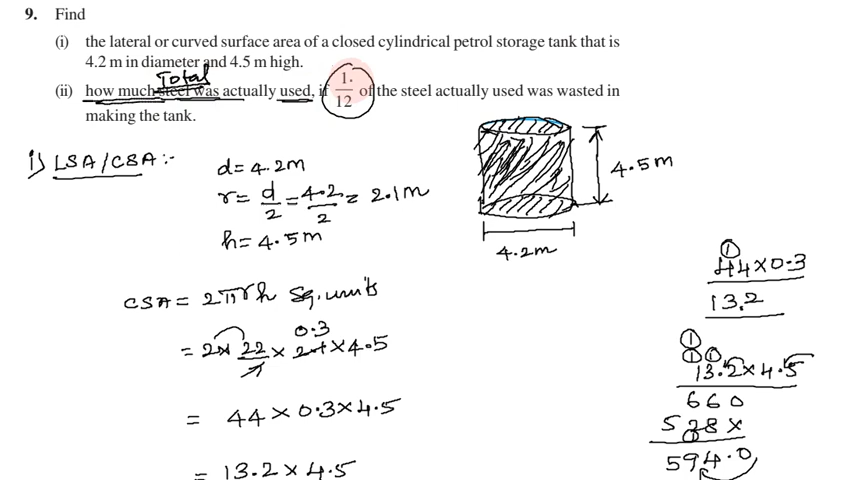 9. Find
(i) the lateral or curved surface area of a closed cylindrical petrol storage tank that is
4.2 m in diameter and 4.5 m high.
Total
(ii) how much steel was actually used, if 1/12 of the steel actually used was wasted in
making the tank.
i) LSA/CSA:-
d = 4.2m
r = d/2 = 4.2/2 = 2.1m
h = 4.5m
4.5m
4.2m
CSA = 2πrh sq. units
0.3
= 2 × 22/7 × 2.1 × 4.5
= 44 × 0.3 × 4.5
= 13.2 × 4.5
1
44 × 0.3
13.2
1
1 1
13.2 × 4.5
660
528×
594.0